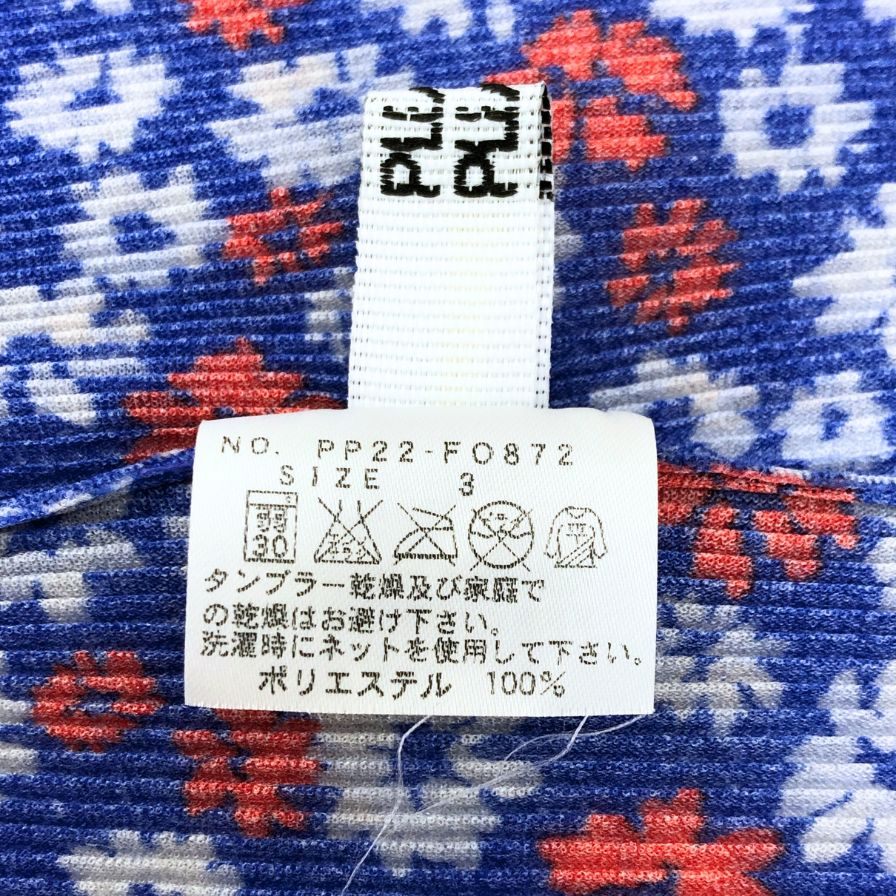 NO. PP22-FO872
SIZE 3
30
タンブラー乾燥及び家庭で
の乾燥はお避け下さい。
洗濯時にネットを使用して下さい。
ポリエステル 100%